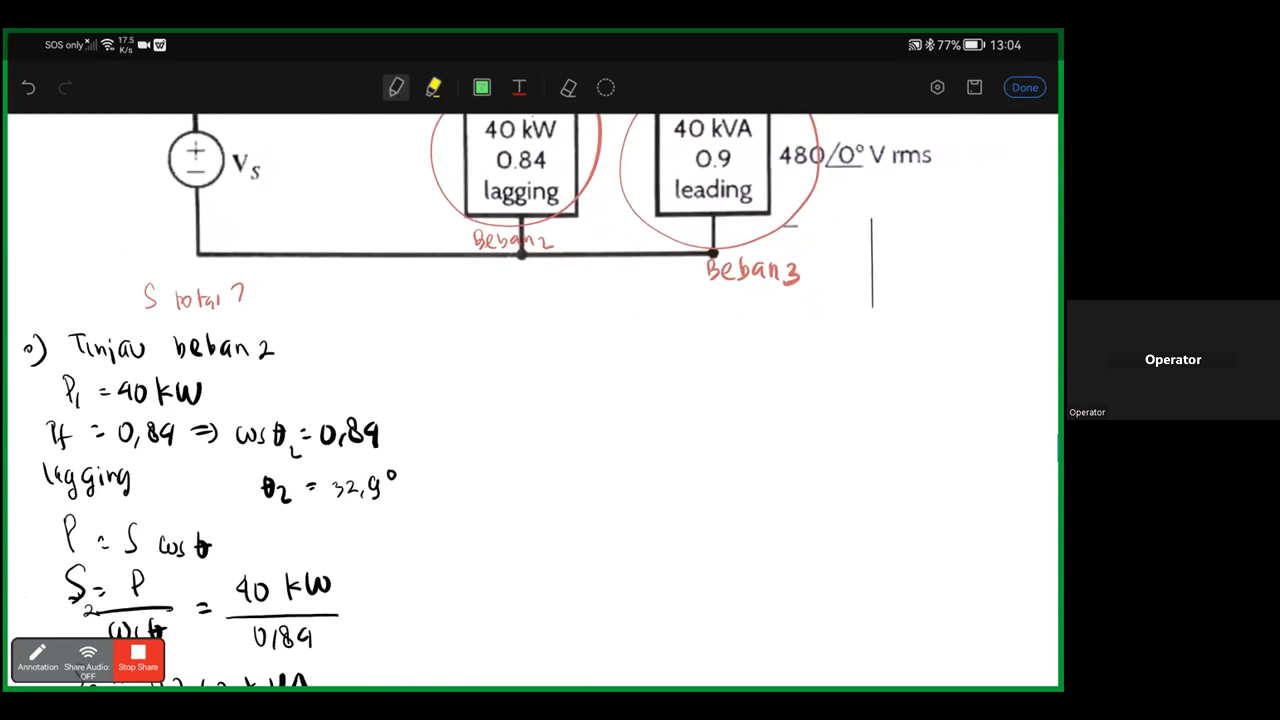 SOS only 17.5 K/s 77% 13:04
Done
40 kW
0.84
lagging
40 kVA
0.9
leading
480/0° V rms
+
−
Vs
Beban 2
Beban 3
S total ?
o) Tinjau beban 2
P1 = 40 kW
Pf = 0,84 => cos θ2 = 0,84
lagging
θ2 = 32,9°
P = S cos θ
S2 = P / cos θ = 40 kW / 0,84
Annotation
Share Audio: OFF
Stop Share
Operator
Operator